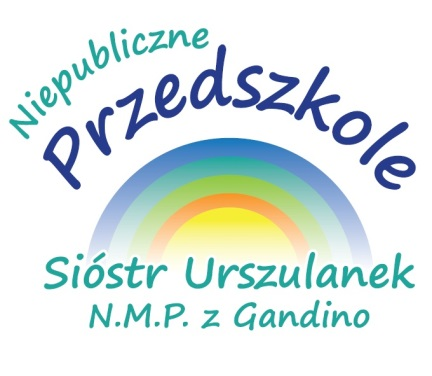 Niepubliczne
Przedszkole
Sióstr Urszulanek
N.M.P. z Gandino